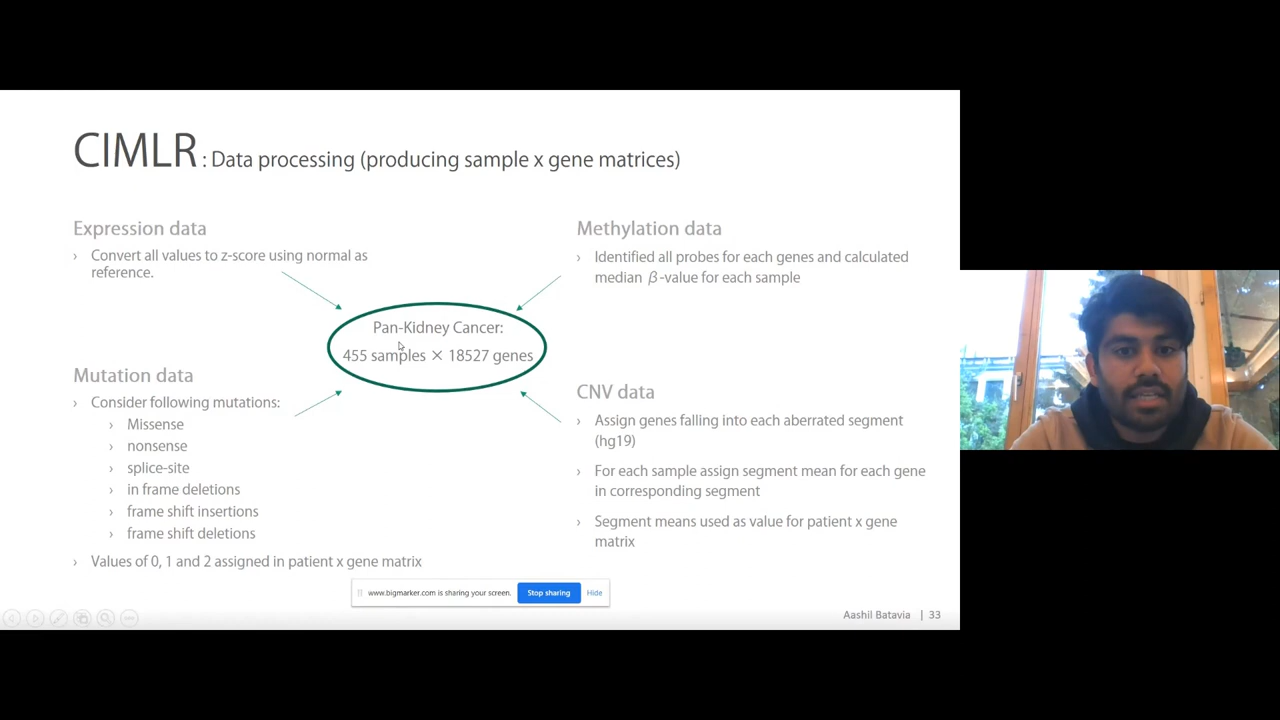 CIMLR : Data processing (producing sample x gene matrices)
Expression data
› Convert all values to z-score using normal as
reference.
Mutation data
› Consider following mutations:
› Missense
› nonsense
› splice-site
› in frame deletions
› frame shift insertions
› frame shift deletions
› Values of 0, 1 and 2 assigned in patient x gene matrix
Pan-Kidney Cancer:
455 samples × 18527 genes
Methylation data
› Identified all probes for each genes and calculated
median β-value for each sample
CNV data
› Assign genes falling into each aberrated segment
(hg19)
› For each sample assign segment mean for each gene
in corresponding segment
› Segment means used as value for patient x gene
matrix
www.bigmarker.com is sharing your screen. Stop sharing Hide
Aashil Batavia | 33